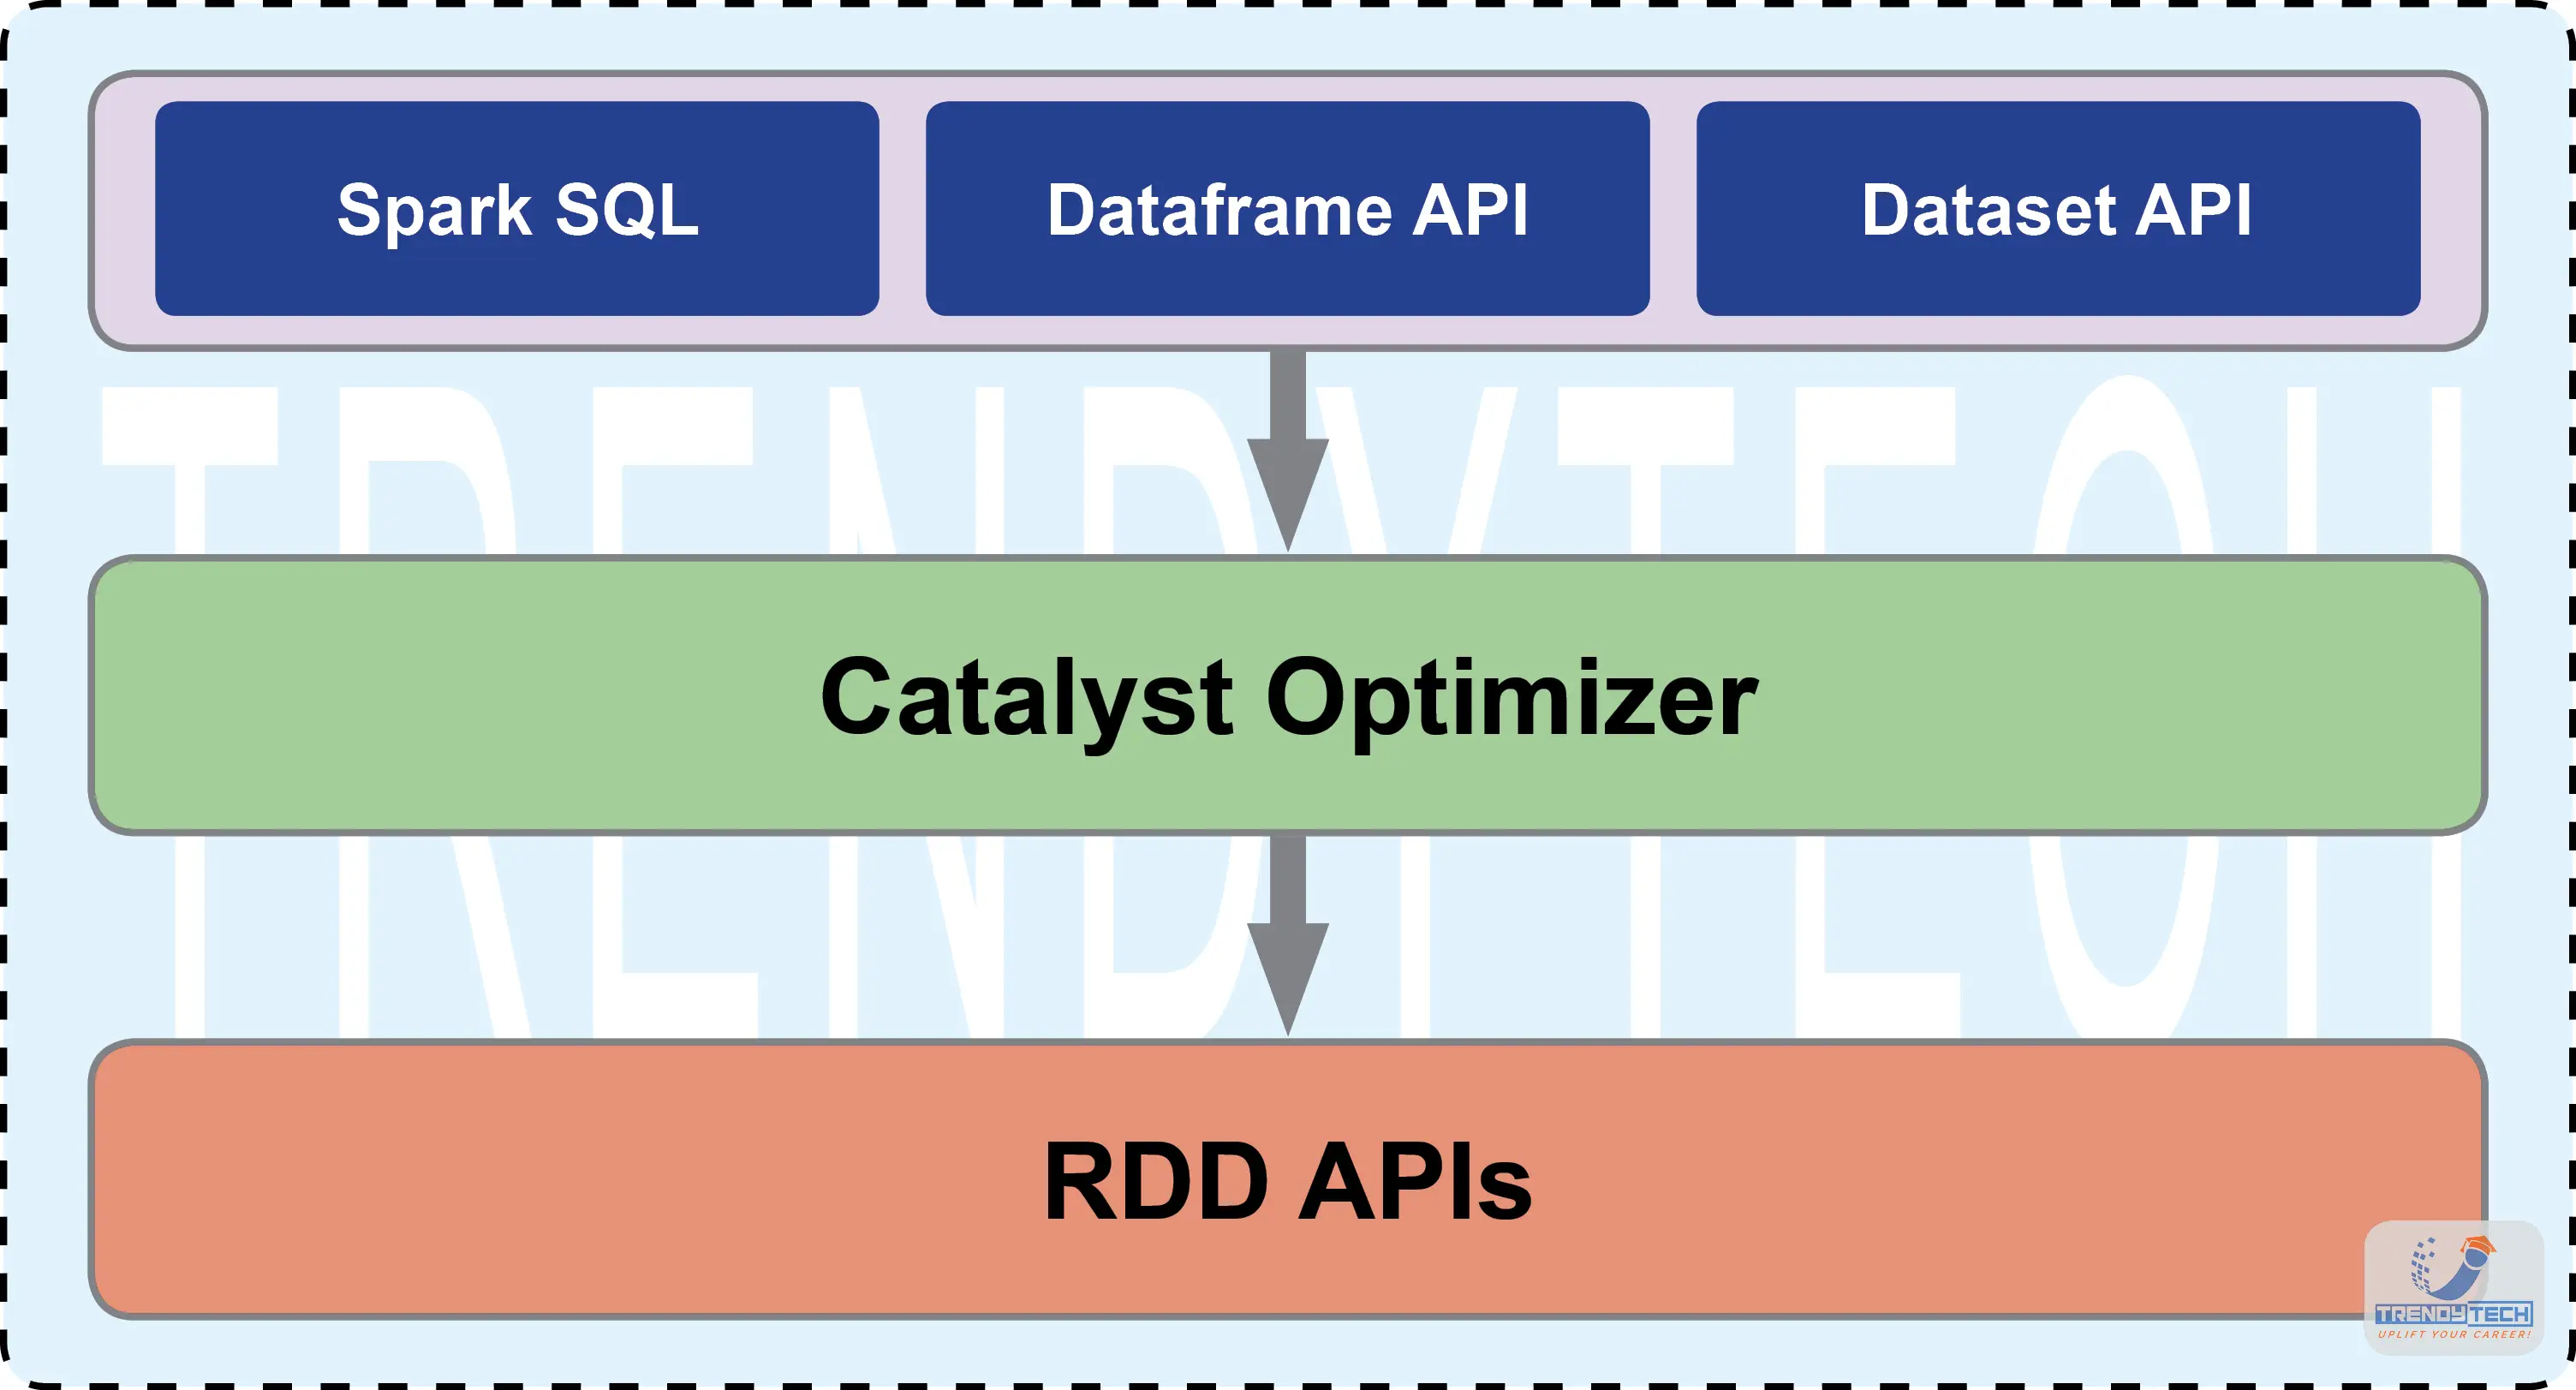 Spark SQL
Dataframe API
Dataset API
TRENDYTECH
Catalyst Optimizer
RDD APIs
TRENDYTECH
UPLIFT YOUR CAREER!